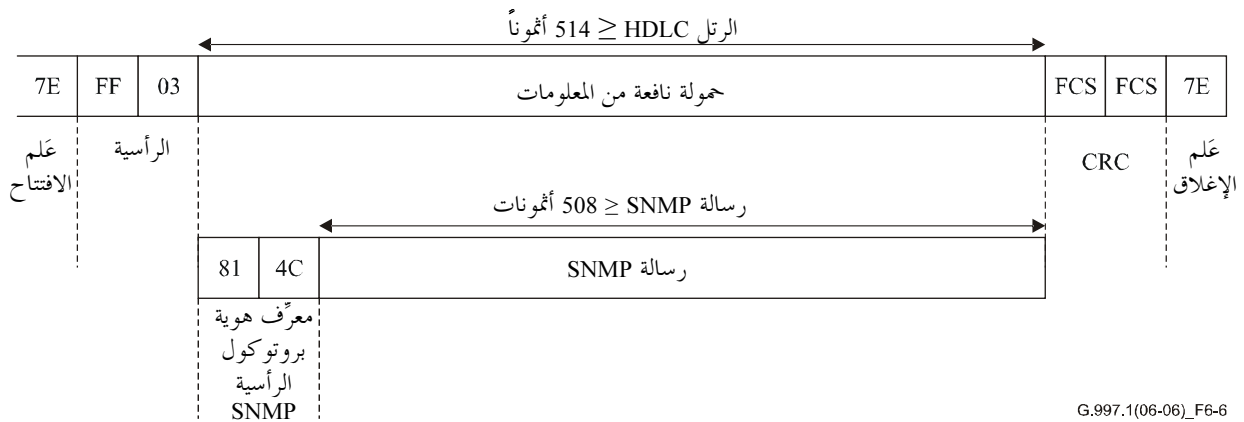 الرتل HDLC ≥ 514 أثموناً
7E FF 03 حمولة نافعة من المعلومات FCS FCS 7E
عَلم
الافتتاح
الرأسية
CRC
عَلم
الإغلاق
رسالة SNMP ≥ 508 أثمونات
81 4C رسالة SNMP
معرِّف هوية
بروتوكول
الرأسية
SNMP
G.997.1(06-06)_F6-6